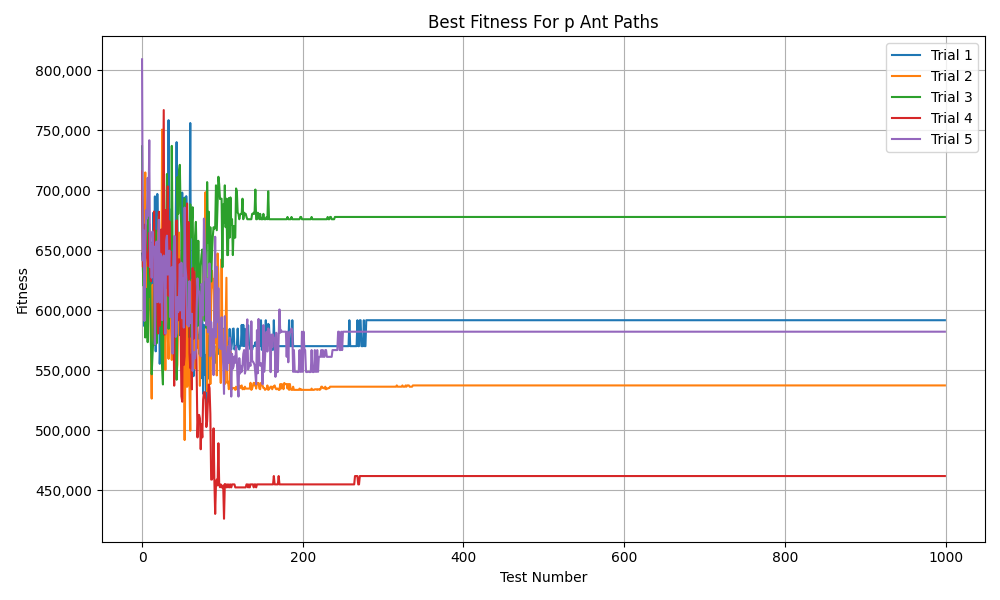 Best Fitness For p Ant Paths
Trial 1
Trial 2
Trial 3
Trial 4
Trial 5
Fitness
800,000
750,000
700,000
650,000
600,000
550,000
500,000
450,000
0 200 400 600 800 1000
Test Number